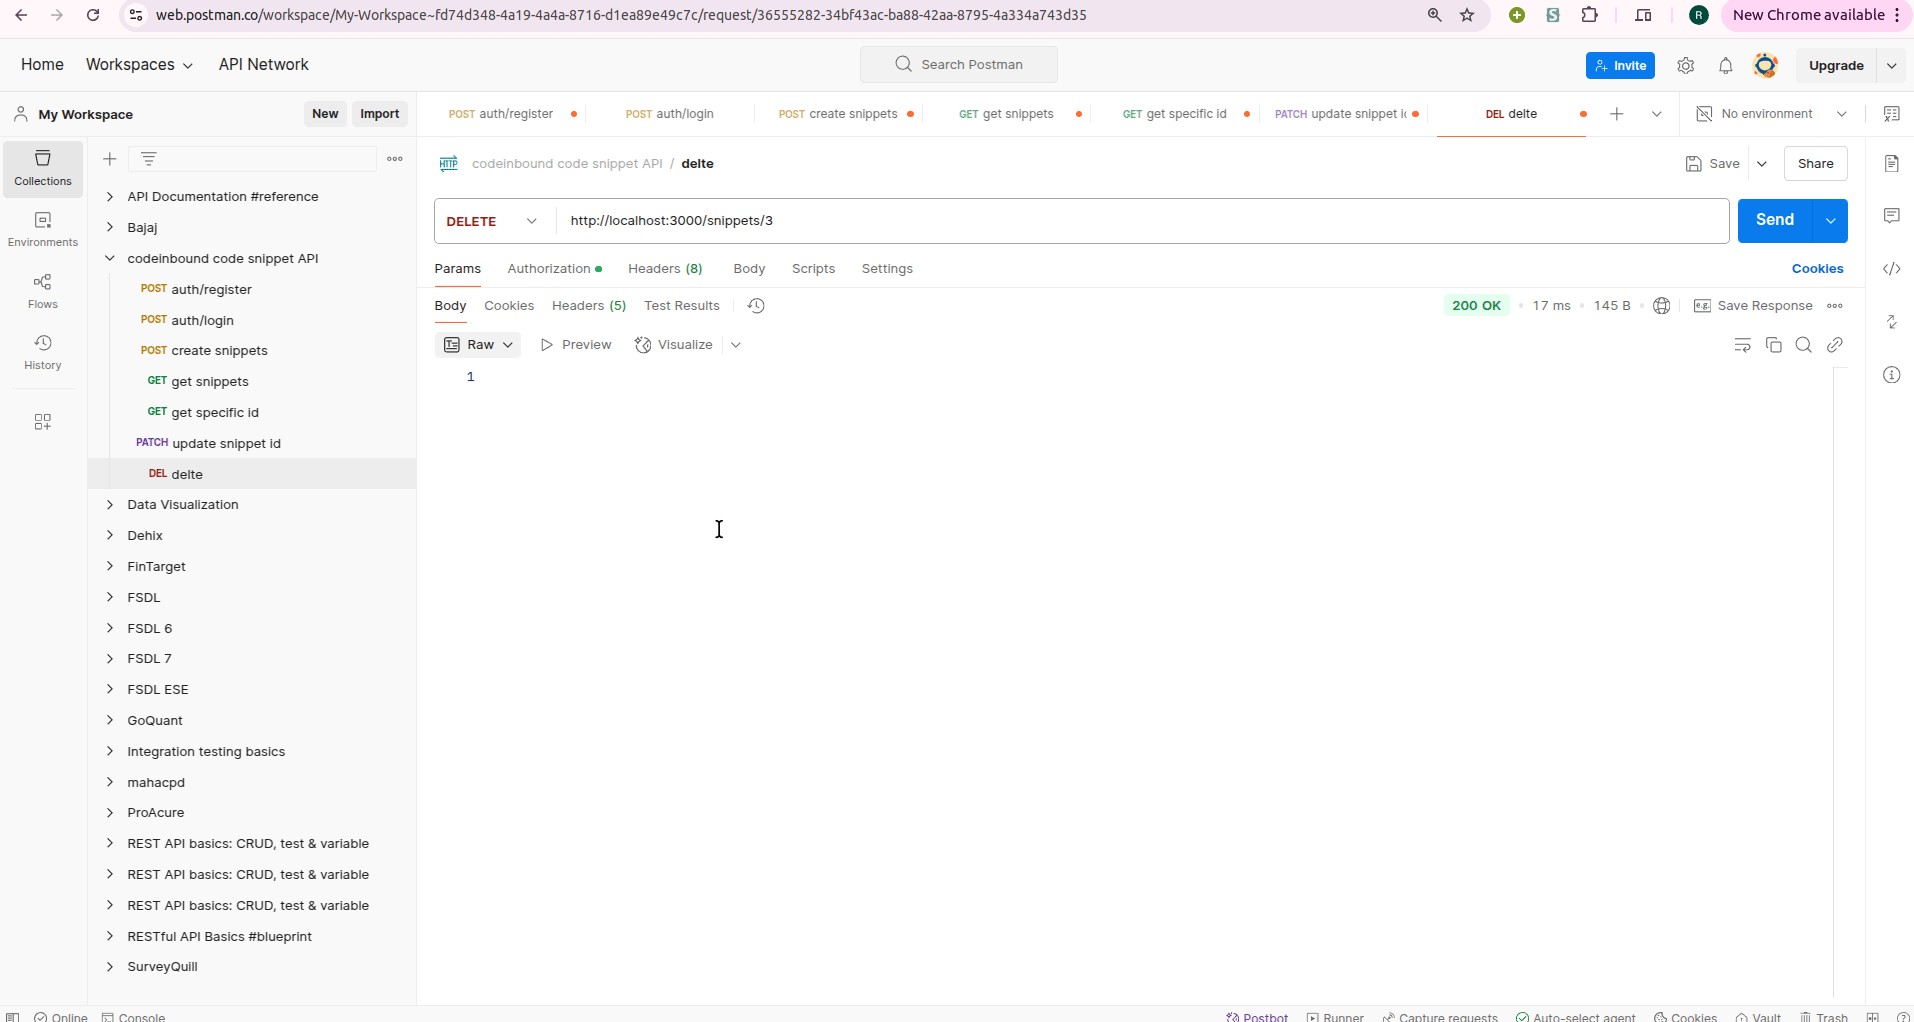 web.postman.co/workspace/My-Workspace~fd74d348-4a19-4a4a-8716-d1ea89e49c7c/request/36555282-34bf43ac-ba88-42aa-8795-4a334a743d35
R
New Chrome available
Home
Workspaces
API Network
Search Postman
Invite
Upgrade
My Workspace
New
Import
POST auth/register
POST auth/login
POST create snippets
GET get snippets
GET get specific id
PATCH update snippet ic
DEL delte
No environment
Collections
Environments
Flows
History
API Documentation #reference
Bajaj
codeinbound code snippet API
POST auth/register
POST auth/login
POST create snippets
GET get snippets
GET get specific id
PATCH update snippet id
DEL delte
Data Visualization
Dehix
FinTarget
FSDL
FSDL 6
FSDL 7
FSDL ESE
GoQuant
Integration testing basics
mahacpd
ProAcure
REST API basics: CRUD, test & variable
REST API basics: CRUD, test & variable
REST API basics: CRUD, test & variable
RESTful API Basics #blueprint
SurveyQuill
HTTP codeinbound code snippet API / delte
Save
Share
DELETE http://localhost:3000/snippets/3
Send
Params
Authorization
Headers (8)
Body
Scripts
Settings
Cookies
Body
Cookies
Headers (5)
Test Results
200 OK
17 ms
145 B
e.g. Save Response
Raw
Preview
Visualize
1
Online
Console
Postbot
Runner
Capture requests
Auto-select agent
Cookies
Vault
Trash